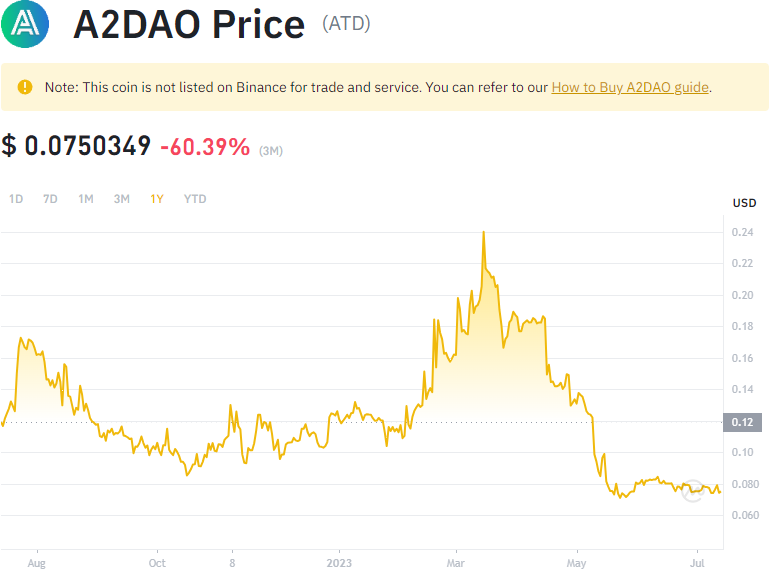 A2DAO Price (ATD)
Note: This coin is not listed on Binance for trade and service. You can refer to our How to Buy A2DAO guide.
$ 0.0750349 -60.39% (3M)
1D 7D 1M 3M 1Y YTD
USD
0.24
0.22
0.20
0.18
0.16
0.14
0.12
0.10
0.080
0.060
Aug Oct 8 2023 Mar May Jul